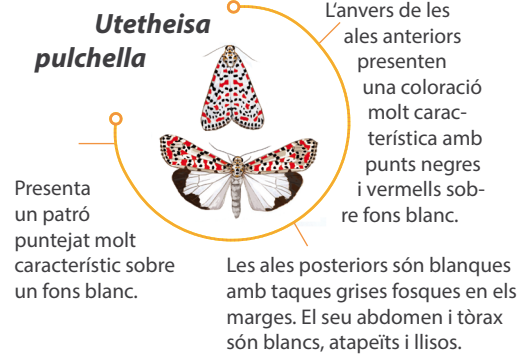 Utetheisa
pulchella
L'anvers de les
ales anteriors
presenten
una coloració
molt carac-
terística amb
punts negres
i vermells sob-
re fons blanc.
Presenta
un patró
puntejat molt
característic sobre
un fons blanc.
Les ales posteriors són blanques
amb taques grises fosques en els
marges. El seu abdomen i tòrax
són blancs, atapeïts i llisos.